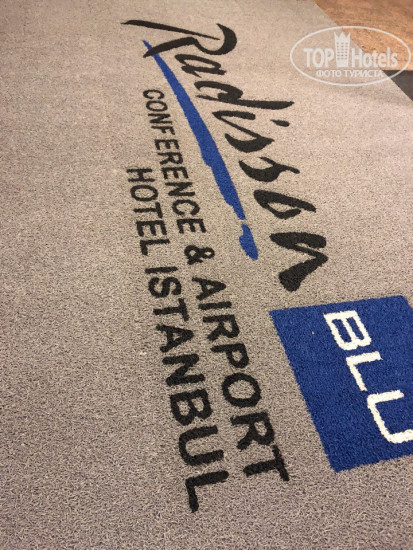 Radisson
BLU
CONFERENCE & AIRPORT
HOTEL ISTANBUL
TOP Hotels
ФОТО ТУРИСТА